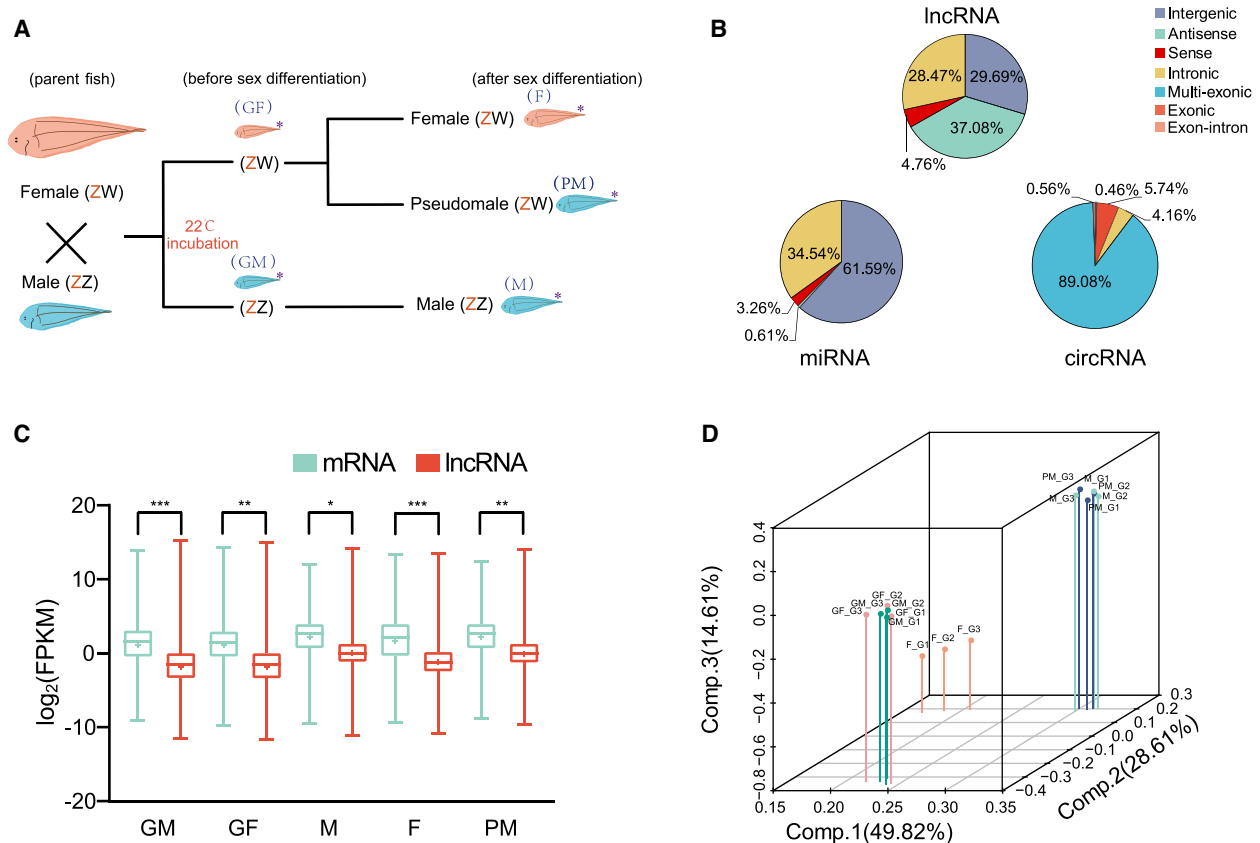 A
(parent fish)
(before sex differentiation)
(after sex differentiation)
(GF)
*
(F)
*
Female (ZW)
(ZW)
Female (ZW)
(PM)
*
Pseudomale (ZW)
22℃
incubation
(GM)
*
Male (ZZ)
(ZZ)
(M)
*
Male (ZZ)
B
lncRNA
28.47%
29.69%
37.08%
4.76%
Intergenic
Antisense
Sense
Intronic
Multi-exonic
Exonic
Exon-intron
34.54%
61.59%
3.26%
0.61%
miRNA
0.56%
0.46%
5.74%
4.16%
89.08%
circRNA
C
mRNA
lncRNA
log2(FPKM)
20
10
0
-10
-20
***
**
*
***
**
GM
GF
M
F
PM
D
PM_G3
M_G1
PM_G2
M_G3
M_G2
PM_G1
GF_G2
GM_G3
GM_G2
GF_G3
GF_G1
GM_G1
F_G1
F_G2
F_G3
Comp.3(14.61%)
0.4
0.2
0.0
−0.2
−0.4
−0.6
−0.8
0.15
0.20
0.25
0.30
0.35
Comp.1(49.82%)
−0.4
−0.3
−0.2
−0.1
0.0
0.1
0.2
0.3
Comp.2(28.61%)